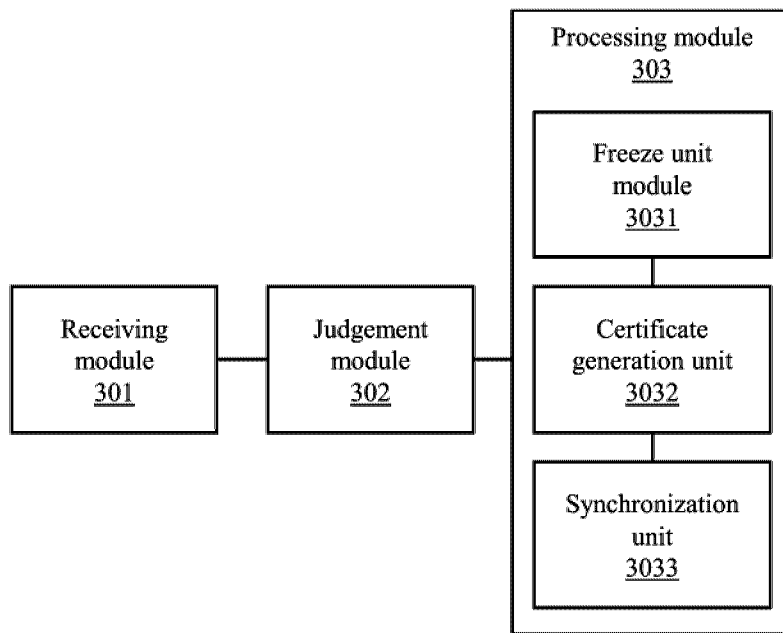 Processing module
303
Freeze unit
module
3031
Receiving
module
301
Judgement
module
302
Certificate
generation unit
3032
Synchronization
unit
3033